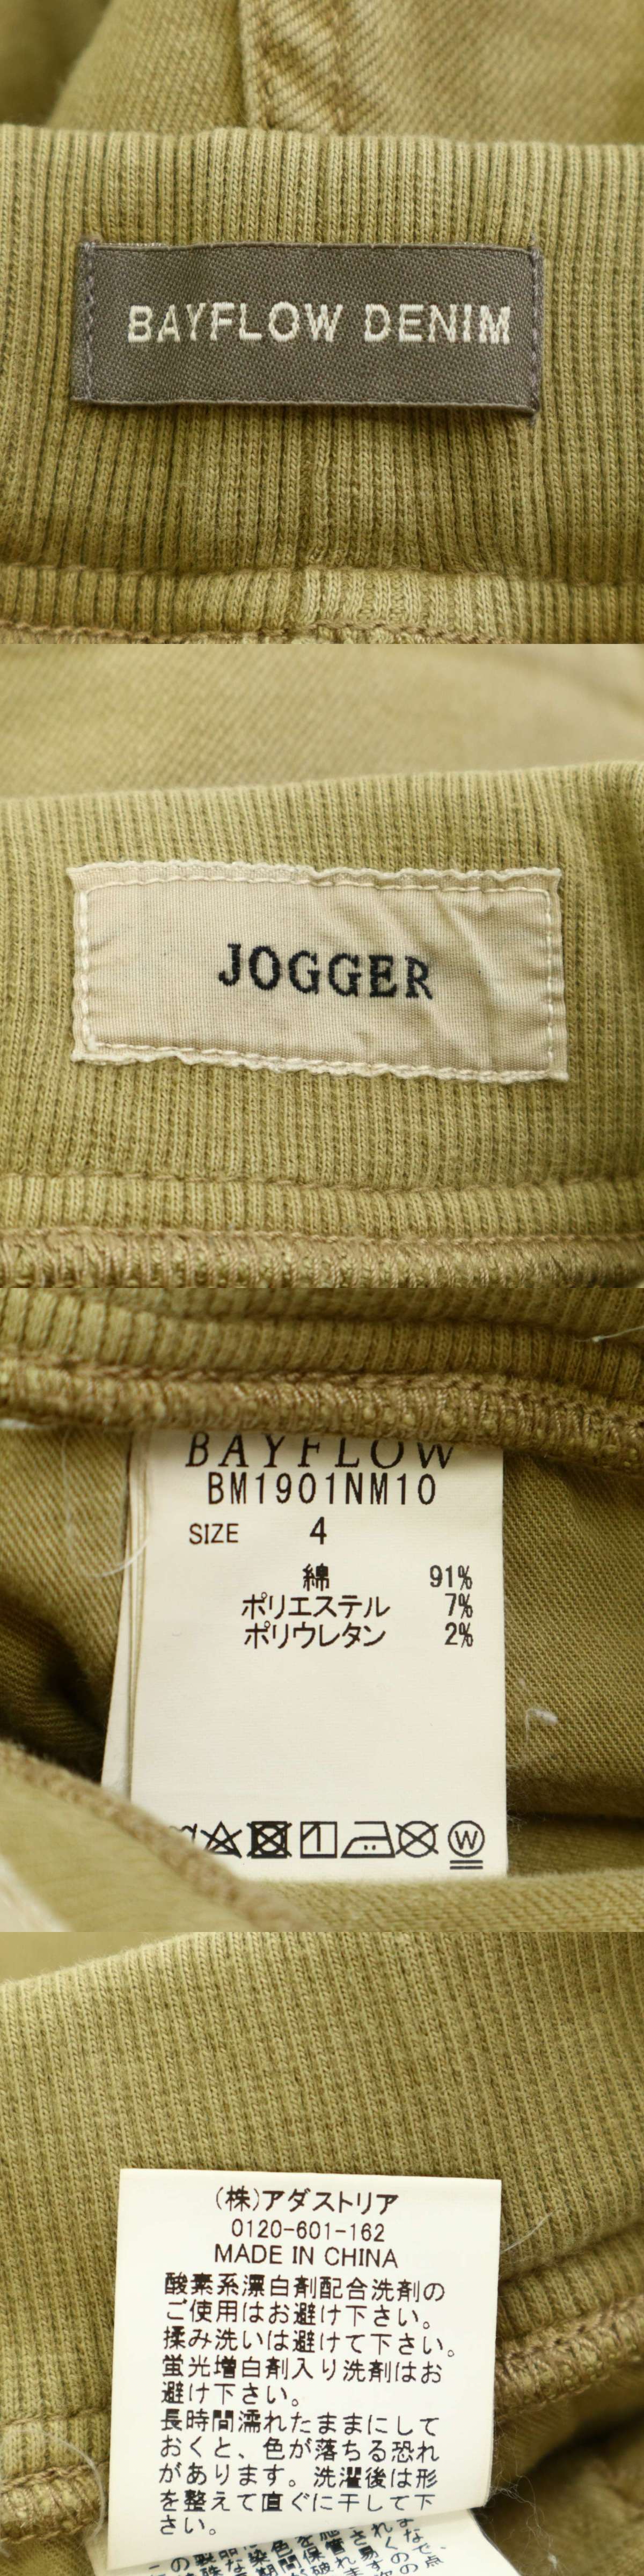 BAYFLOW DENIM
JOGGER
BAYFLOW
BM1901NM10
SIZE 4
綿 91%
ポリエステル 7%
ポリウレタン 2%
(株)アダストリア
0120-601-162
MADE IN CHINA
酸素系漂白剤配合洗剤の
ご使用はお避け下さい。
揉み洗いは避けて下さい。
蛍光増白剤入り洗剤はお
避け下さい。
長時間濡れたままにして
おくと、色が落ちる恐れ
があります。洗濯後は形
を整えて直ぐに干して下
さい。